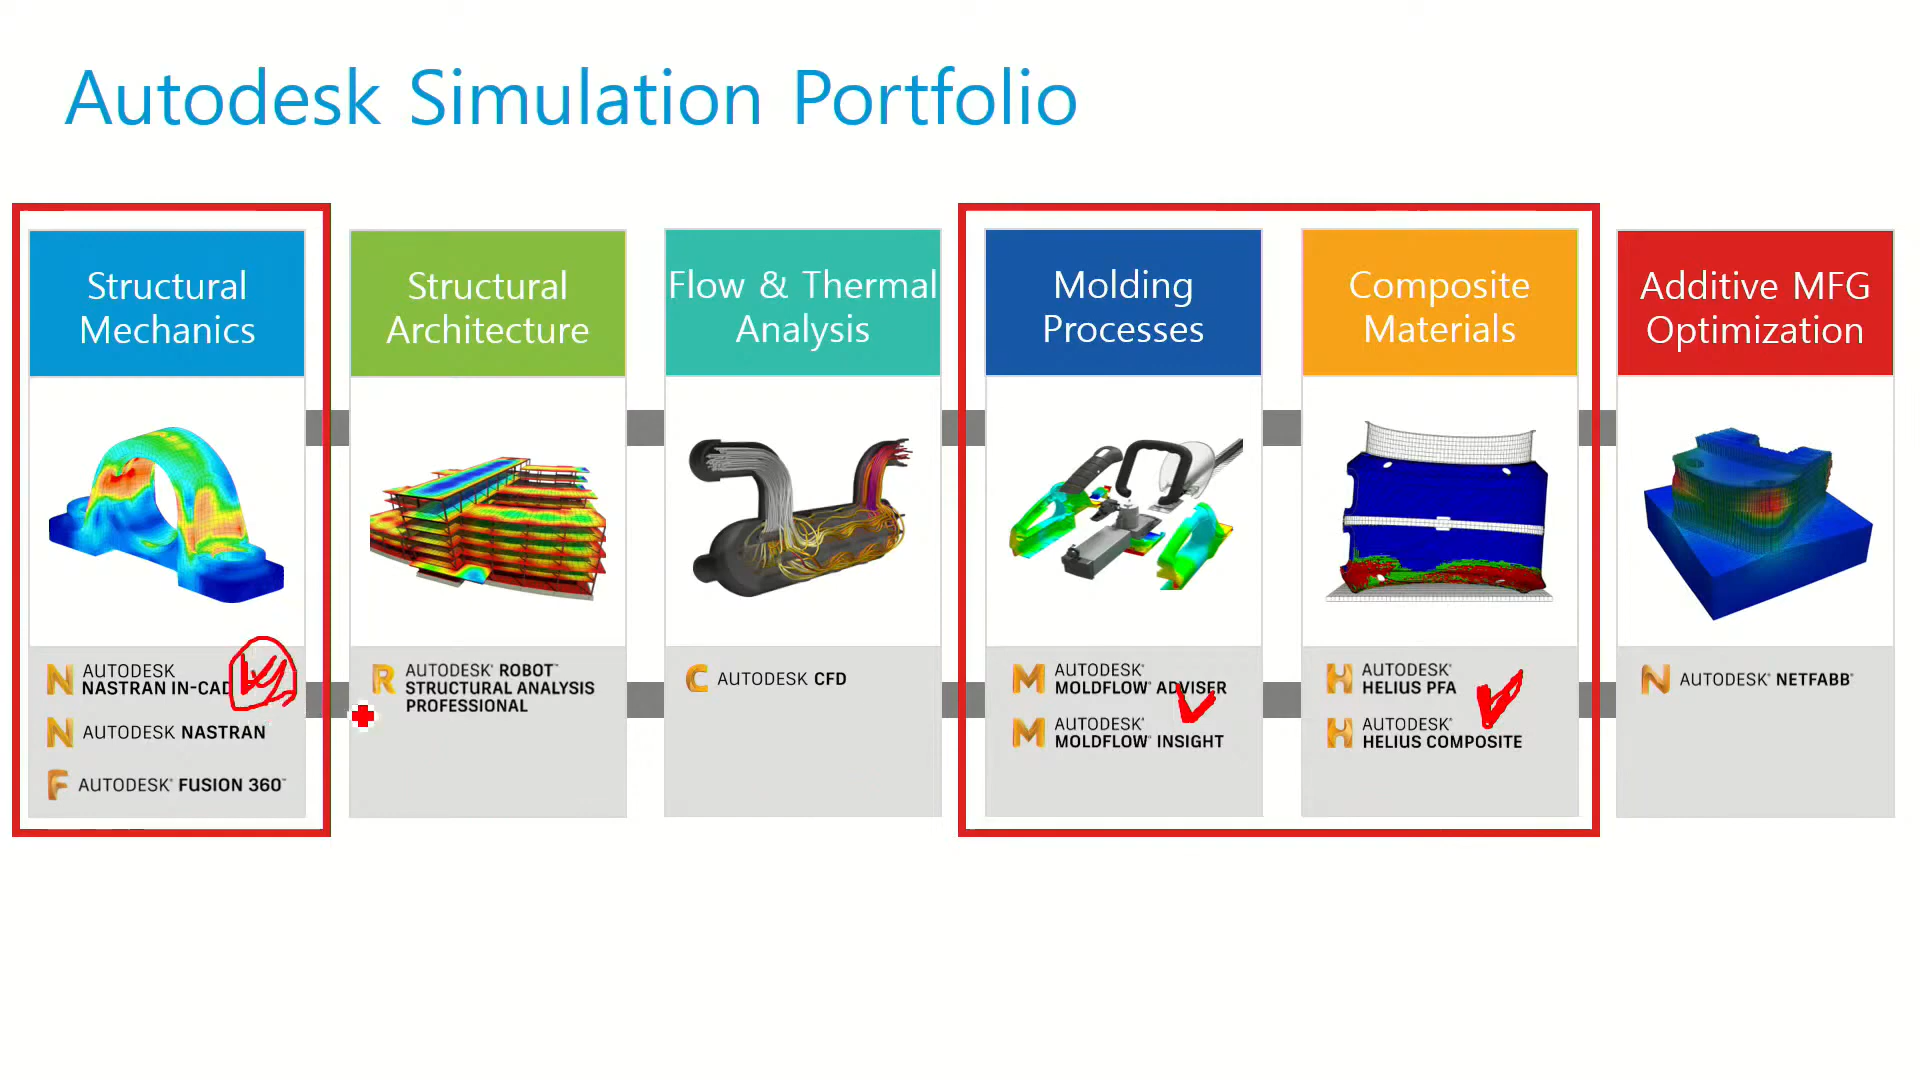 Autodesk Simulation Portfolio
Structural
Mechanics
AUTODESK
NASTRAN IN-CAD
AUTODESK® NASTRAN
AUTODESK® FUSION 360™
Structural
Architecture
AUTODESK® ROBOT™
STRUCTURAL ANALYSIS
PROFESSIONAL
Flow & Thermal
Analysis
AUTODESK CFD
Molding
Processes
AUTODESK®
MOLDFLOW® ADVISER
AUTODESK®
MOLDFLOW® INSIGHT
Composite
Materials
AUTODESK®
HELIUS PFA
AUTODESK®
HELIUS COMPOSITE
Additive MFG
Optimization
AUTODESK® NETFABB®